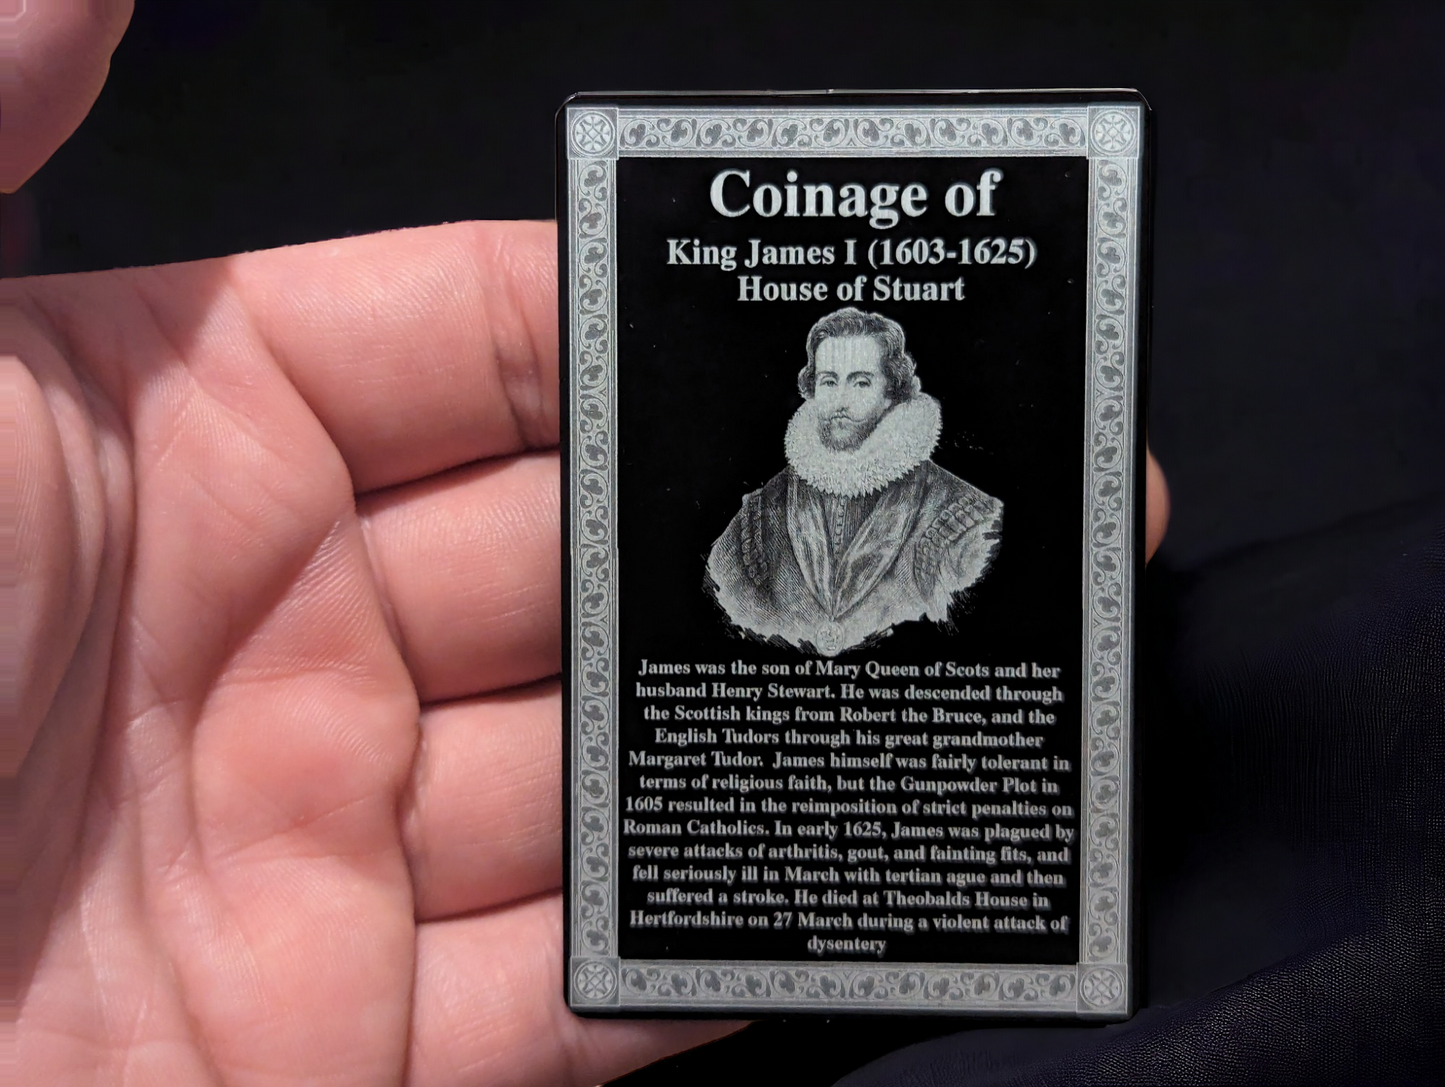 Coinage of
King James I (1603-1625)
House of Stuart
James was the son of Mary Queen of Scots and her
husband Henry Stewart. He was descended through
the Scottish kings from Robert the Bruce, and the
English Tudors through his great grandmother
Margaret Tudor. James himself was fairly tolerant in
terms of religious faith, but the Gunpowder Plot in
1605 resulted in the reimposition of strict penalties on
Roman Catholics. In early 1625, James was plagued by
severe attacks of arthritis, gout, and fainting fits, and
fell seriously ill in March with tertian ague and then
suffered a stroke. He died at Theobalds House in
Hertfordshire on 27 March during a violent attack of
dysentery